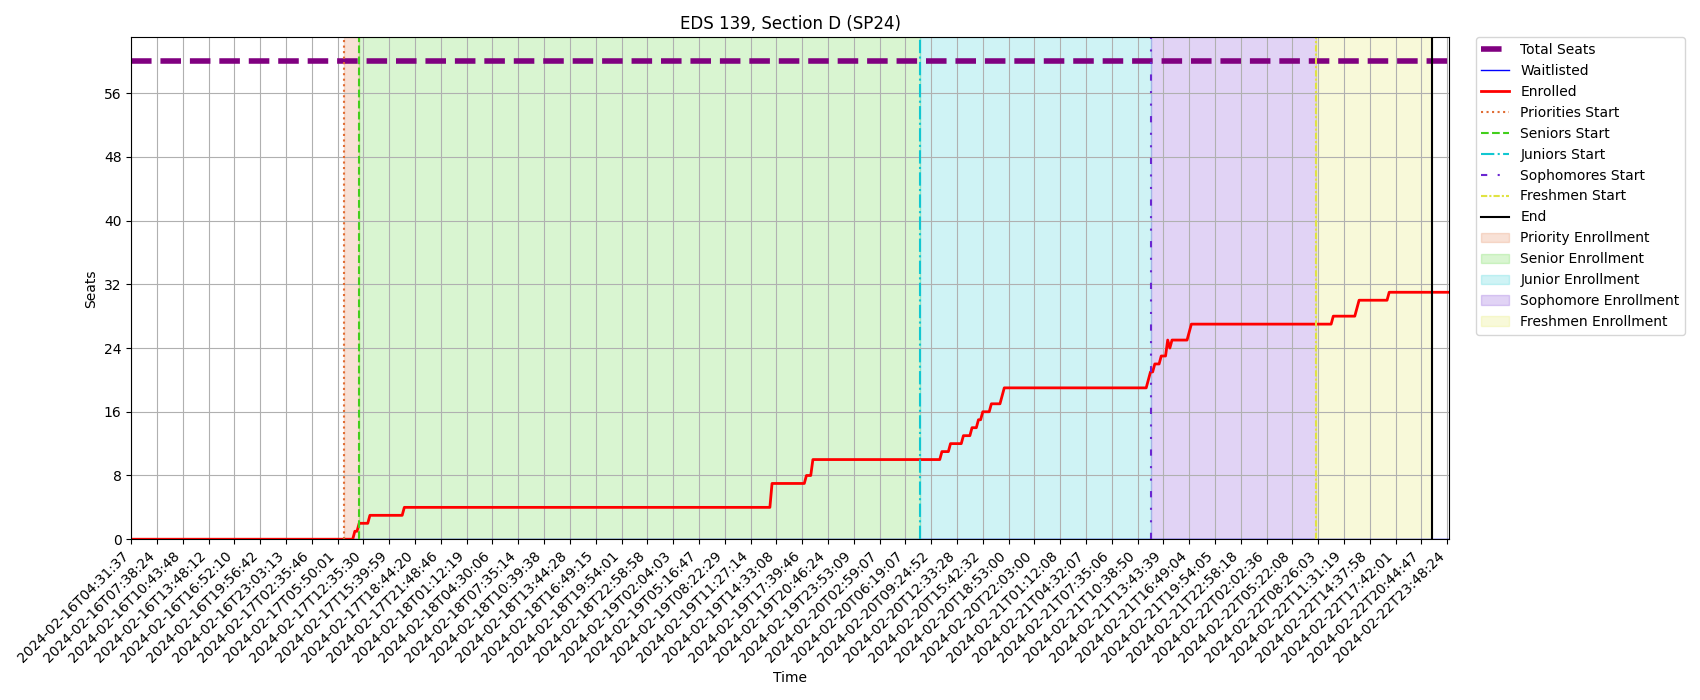 EDS 139, Section D (SP24)
Total Seats
Waitlisted
Enrolled
Priorities Start
Seniors Start
Juniors Start
Sophomores Start
Freshmen Start
End
Priority Enrollment
Senior Enrollment
Junior Enrollment
Sophomore Enrollment
Freshmen Enrollment
Seats
56
48
40
32
24
16
8
0
2024-02-16T04:31:37
2024-02-16T07:38:24
2024-02-16T10:43:48
2024-02-16T13:48:12
2024-02-16T16:52:10
2024-02-16T19:56:42
2024-02-16T23:03:13
2024-02-17T02:35:46
2024-02-17T05:50:01
2024-02-17T12:35:30
2024-02-17T15:39:59
2024-02-17T18:44:20
2024-02-17T21:48:46
2024-02-18T01:12:19
2024-02-18T04:30:06
2024-02-18T07:35:14
2024-02-18T10:39:38
2024-02-18T13:44:28
2024-02-18T16:49:15
2024-02-18T19:54:01
2024-02-18T22:58:58
2024-02-19T02:04:03
2024-02-19T05:16:47
2024-02-19T08:22:29
2024-02-19T11:27:14
2024-02-19T14:33:08
2024-02-19T17:39:46
2024-02-19T20:46:24
2024-02-19T23:53:09
2024-02-20T02:59:07
2024-02-20T06:19:07
2024-02-20T09:24:52
2024-02-20T12:33:28
2024-02-20T15:42:32
2024-02-20T18:53:00
2024-02-20T22:03:00
2024-02-21T01:12:08
2024-02-21T04:32:07
2024-02-21T07:35:06
2024-02-21T10:38:50
2024-02-21T13:43:39
2024-02-21T16:49:04
2024-02-21T19:54:05
2024-02-21T22:58:18
2024-02-22T02:02:36
2024-02-22T05:22:08
2024-02-22T08:26:03
2024-02-22T11:31:19
2024-02-22T14:37:58
2024-02-22T17:42:01
2024-02-22T20:44:47
2024-02-22T23:48:24
Time